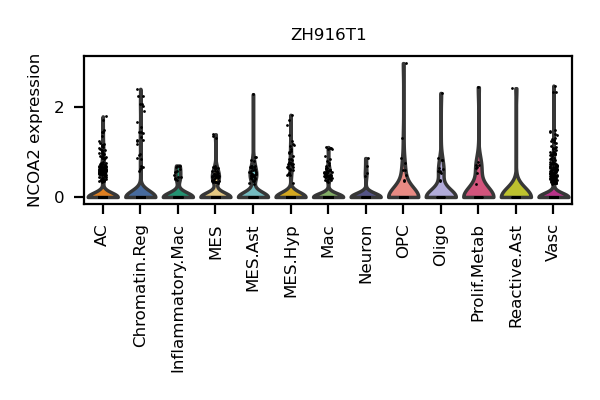 ZH916T1
NCOA2 expression
2
0
AC
Chromatin.Reg
Inflammatory.Mac
MES
MES.Ast
MES.Hyp
Mac
Neuron
OPC
Oligo
Prolif.Metab
Reactive.Ast
Vasc